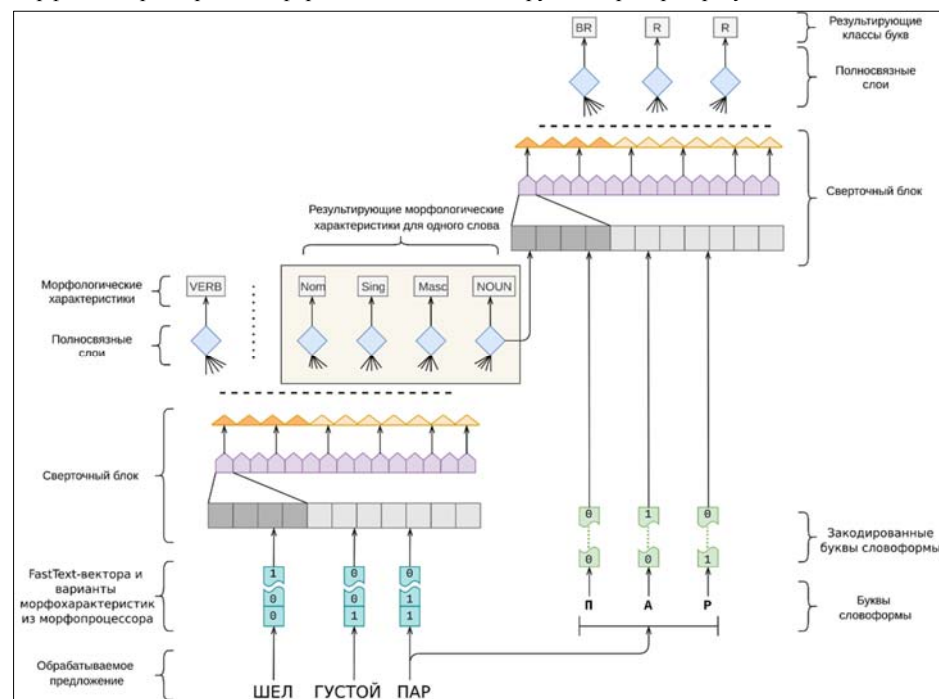 BR R R
Результирующие
классы букв
Полносвязные
слои
Сверточный блок
Результирующие морфологические
характеристики для одного слова
Морфологические
характеристики
VERB Nom Sing Masc NOUN
Полносвязные
слои
Сверточный блок
0 1 0
0 0 1
Закодированные
буквы словоформы
FastText-вектора и
варианты
морфохарактеристик
из морфопроцессора
1 0 0
0 0 1
0 1 1
П А Р
Буквы
словоформы
Обрабатываемое
предложение
ШЕЛ ГУСТОЙ ПАР